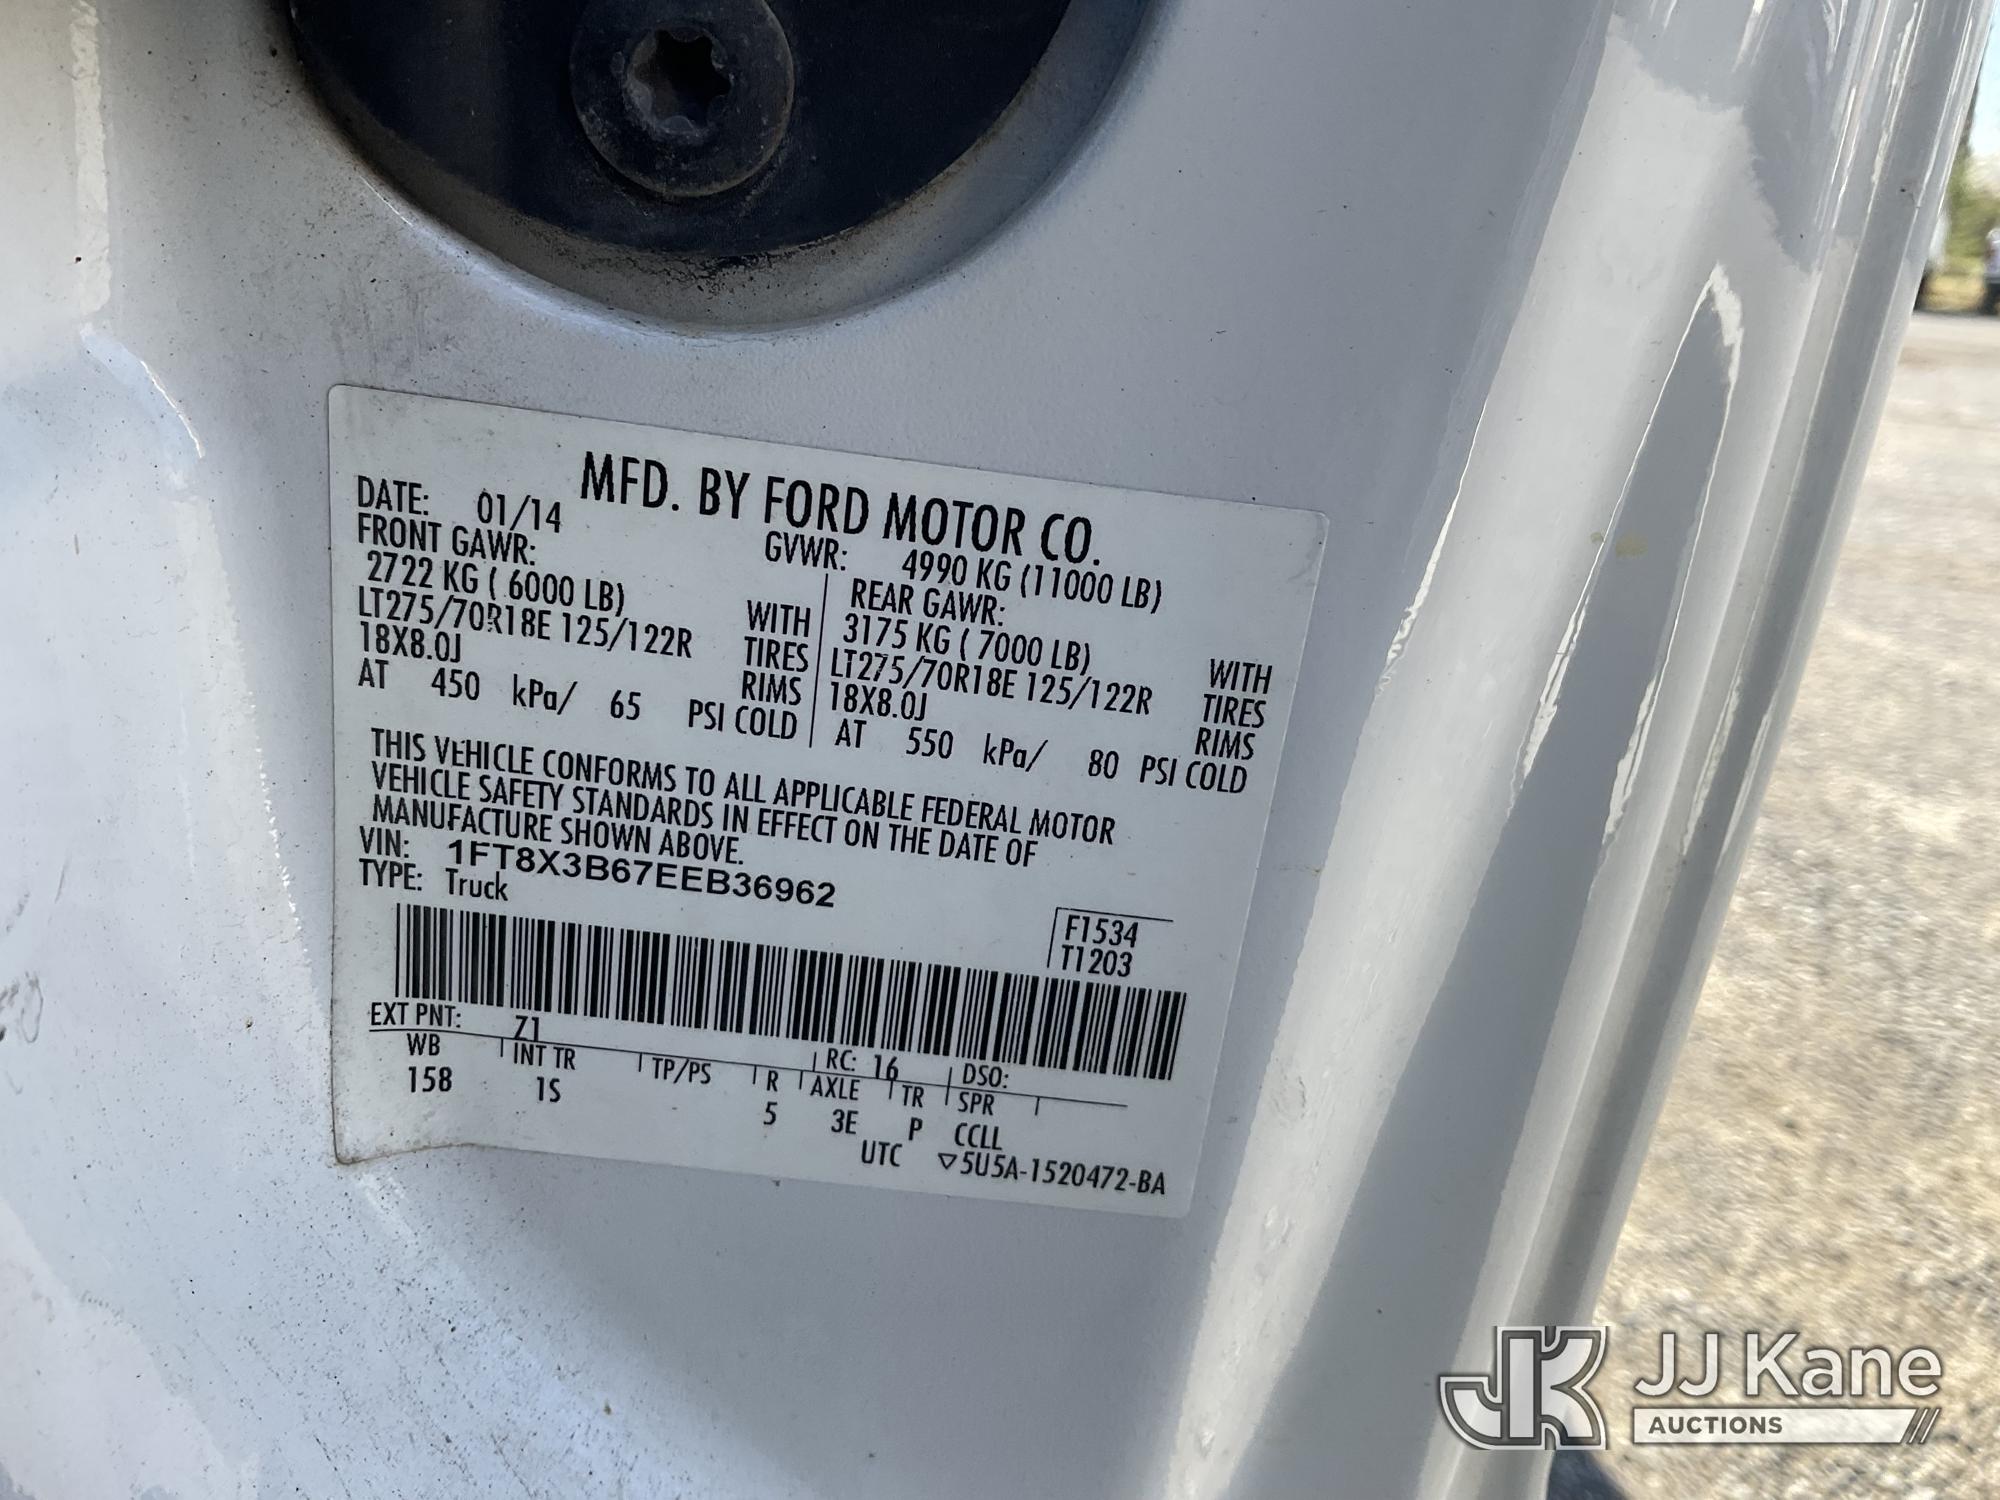 MFD. BY FORD MOTOR CO.
DATE: 01/14 GVWR: 4990 KG (11000 LB)
FRONT GAWR: REAR GAWR:
2722 KG ( 6000 LB) WITH 3175 KG ( 7000 LB) WITH
LT275/70R18E 125/122R TIRES LT275/70R18E 125/122R TIRES
18X8.0J RIMS 18X8.0J RIMS
AT 450 kPa/ 65 PSI COLD AT 550 kPa/ 80 PSI COLD
THIS VEHICLE CONFORMS TO ALL APPLICABLE FEDERAL MOTOR
VEHICLE SAFETY STANDARDS IN EFFECT ON THE DATE OF
MANUFACTURE SHOWN ABOVE.
VIN: 1FT8X3B67EEB36962
TYPE: Truck
F1534
T1203
EXT PNT: Z1 RC: 16 DSO:
WB INT TR TP/PS R AXLE TR SPR
158 1S 5 3E P CCLL
UTC ▽5U5A-1520472-BA
JK JJ Kane
AUCTIONS